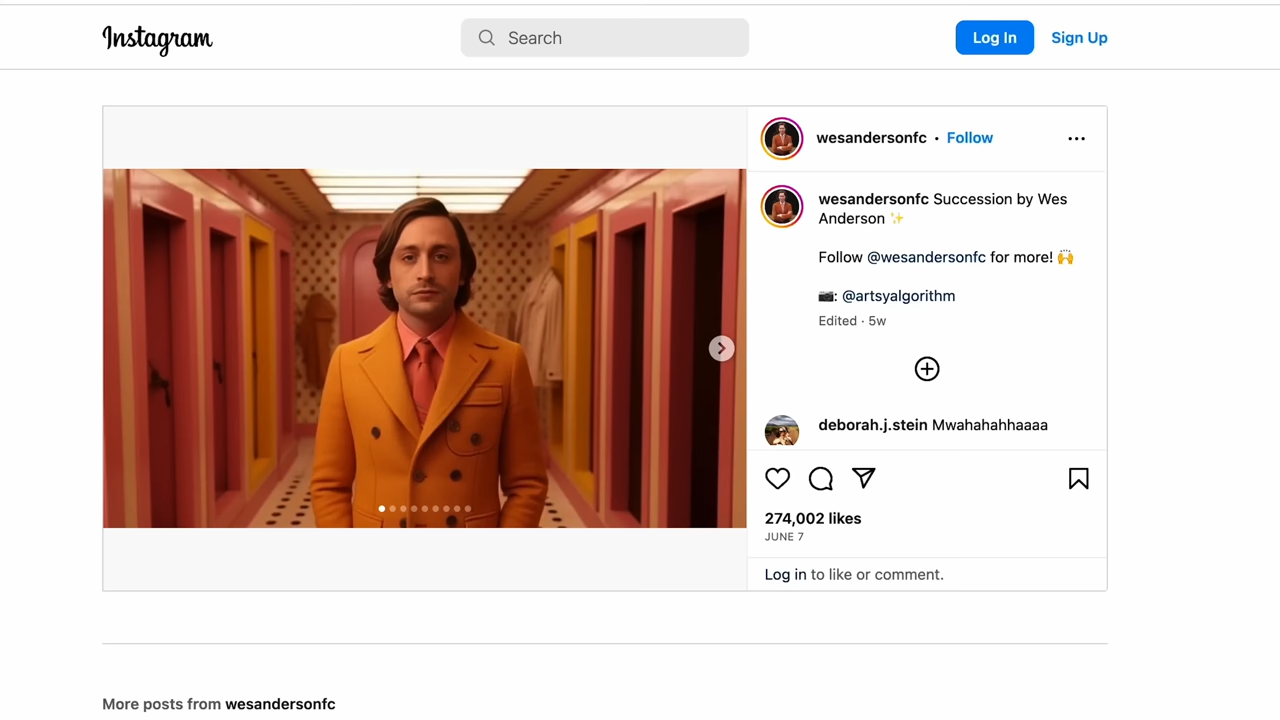 Instagram
Search
Log In
Sign Up
wesandersonfc • Follow
wesandersonfc Succession by Wes
Anderson ✨
Follow @wesandersonfc for more! 🙌
📷: @artsyalgorithm
Edited · 5w
deborah.j.stein Mwahahahhaaaa
274,002 likes
JUNE 7
Log in to like or comment.
More posts from wesandersonfc